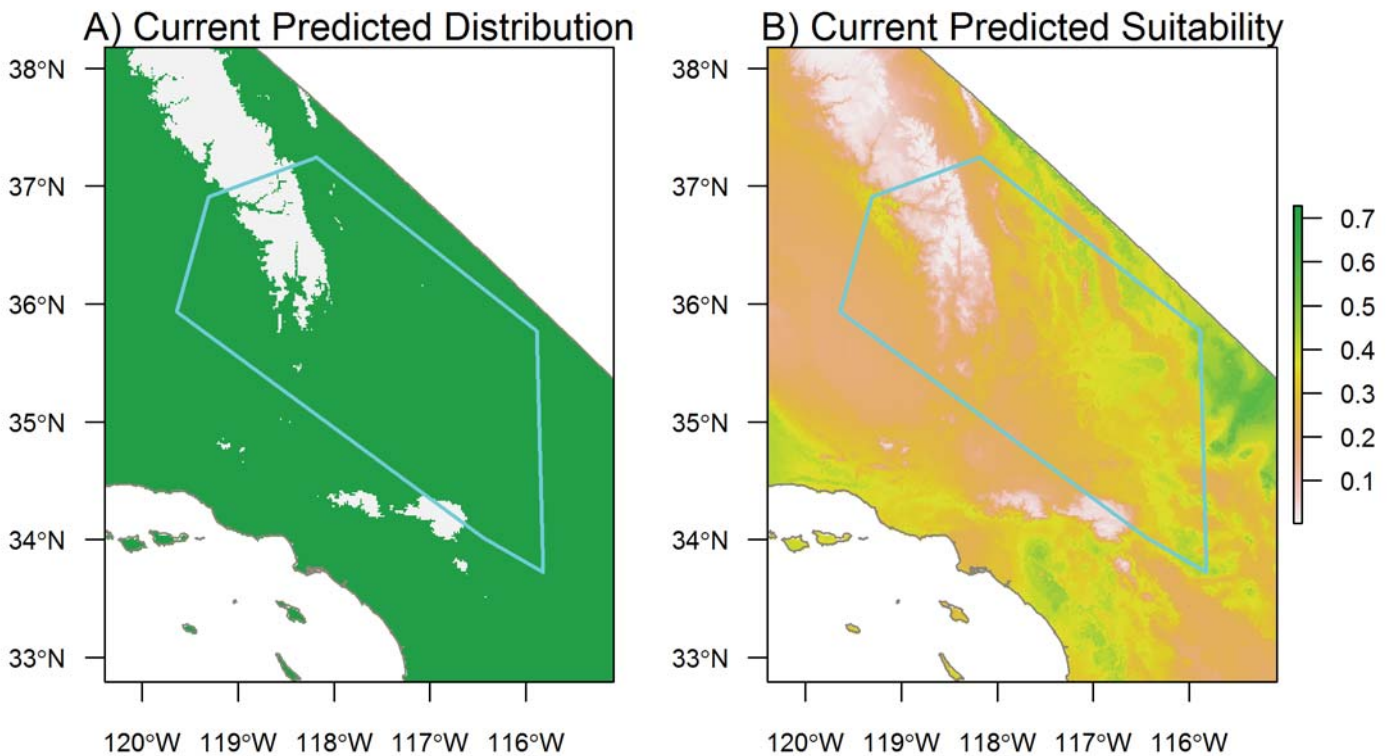 A) Current Predicted Distribution
38°N
37°N
36°N
35°N
34°N
33°N
120°W 119°W 118°W 117°W 116°W
B) Current Predicted Suitability
38°N
37°N
36°N
35°N
34°N
33°N
120°W 119°W 118°W 117°W 116°W
0.7
0.6
0.5
0.4
0.3
0.2
0.1